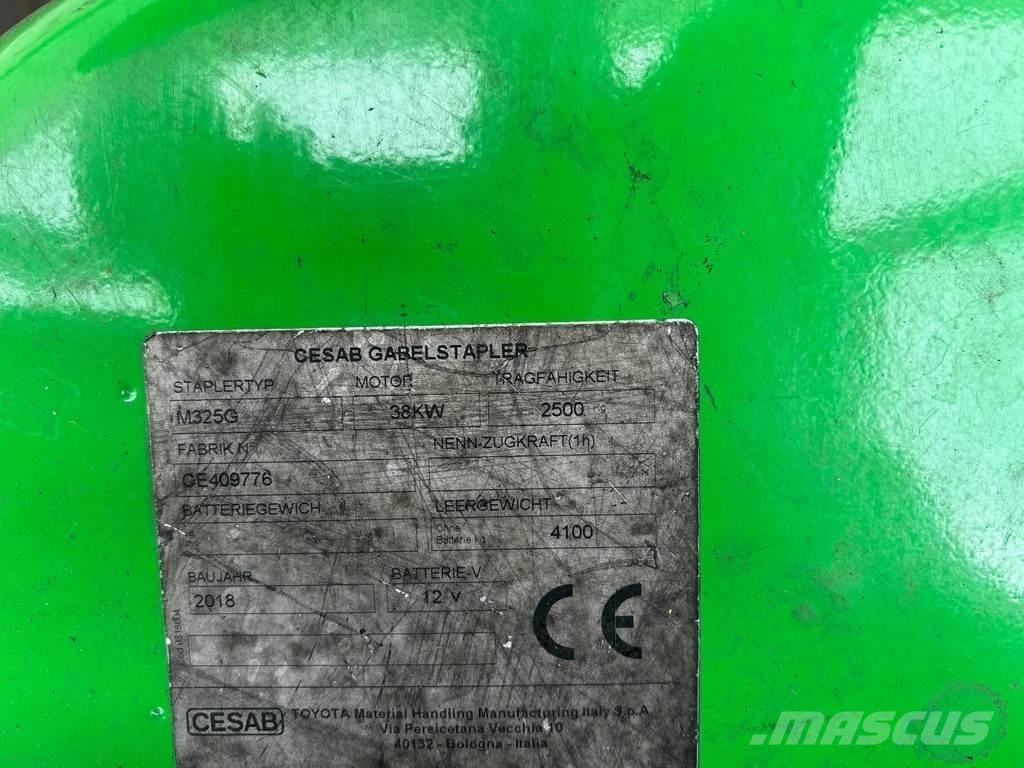 CESAB GABELSTAPLER
STAPLERTYP MOTOR TRAGFÄHIGKEIT
M325G 38KW 2500 Kg
FABRIK N° NENN-ZUGKRAFT(1h)
CE409776
BATTERIEGEWICH LEERGEWICHT
Ohne
max Batterie kg 4100
BAUJAHR BATTERIE-V
2018 12 V
CE
CESAB TOYOTA Material Handling Manufacturing Italy S.p.A
Via Persicetana Vecchia 10
40132 - Bologna - Italia
MASCUS